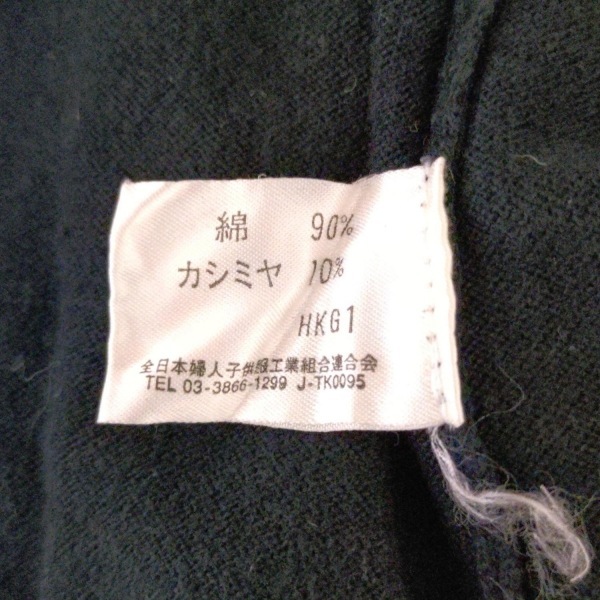 綿 90%
カシミヤ 10%
HKG1
全日本婦人子供服工業組合連合会
TEL 03-3866-1299 J-TK0095